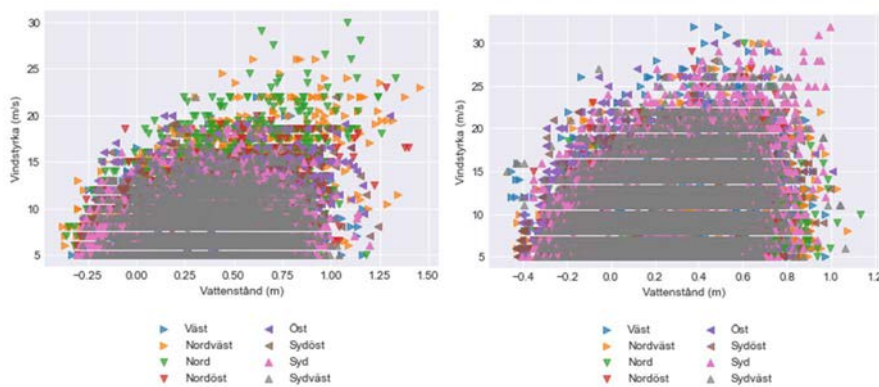 30
25
20
15
10
5
Vindstyrka (m/s)
-0.25 0.00 0.25 0.50 0.75 1.00 1.25 1.50
Vattenstånd (m)
Väst Öst
Nordväst Sydöst
Nord Syd
Nordöst Sydväst
30
25
20
15
10
5
Vindstyrka (m/s)
-0.4 -0.2 0.0 0.2 0.4 0.6 0.8 1.0 1.2
Vattenstånd (m)
Väst Öst
Nordväst Sydöst
Nord Syd
Nordöst Sydväst